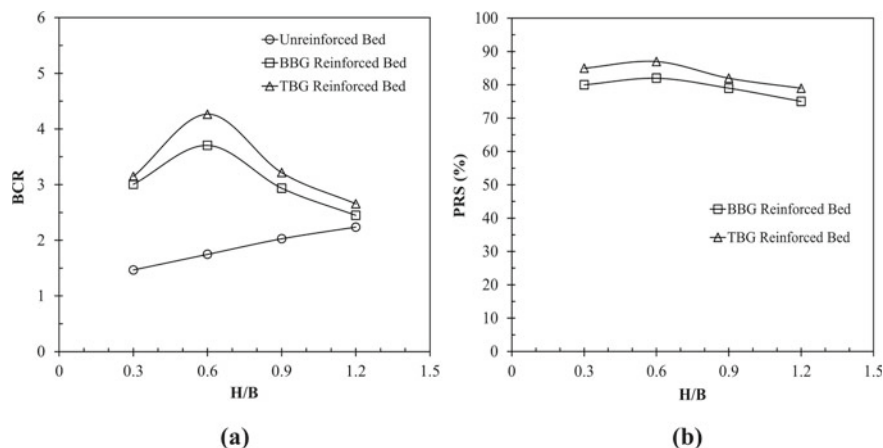 6
5
4
3
2
1
0
BCR
Unreinforced Bed
BBG Reinforced Bed
TBG Reinforced Bed
0
0.3
0.6
0.9
1.2
1.5
H/B
(a)
100
90
80
70
60
50
40
30
20
10
0
PRS (%)
BBG Reinforced Bed
TBG Reinforced Bed
0
0.3
0.6
0.9
1.2
1.5
H/B
(b)